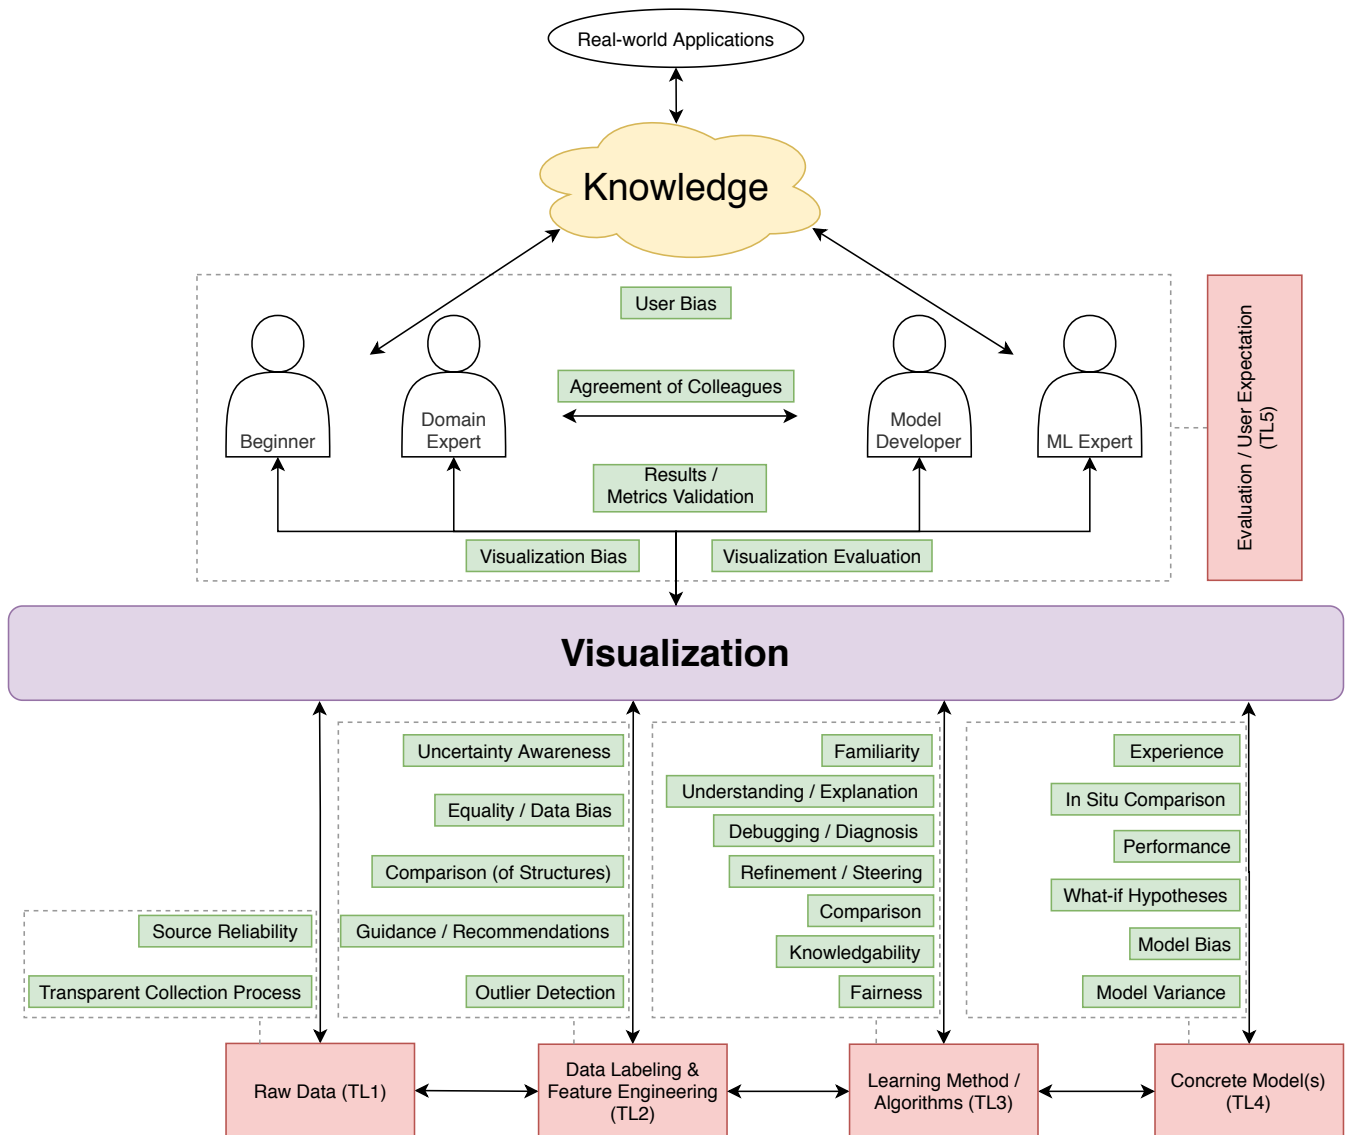 Real-world Applications
Knowledge
User Bias
Agreement of Colleagues
Beginner
Domain
Expert
Model
Developer
ML Expert
Results /
Metrics Validation
Visualization Bias
Visualization Evaluation
Evaluation / User Expectation
(TL5)
Visualization
Source Reliability
Transparent Collection Process
Uncertainty Awareness
Equality / Data Bias
Comparison (of Structures)
Guidance / Recommendations
Outlier Detection
Familiarity
Understanding / Explanation
Debugging / Diagnosis
Refinement / Steering
Comparison
Knowledgability
Fairness
Experience
In Situ Comparison
Performance
What-if Hypotheses
Model Bias
Model Variance
Raw Data (TL1)
Data Labeling &
Feature Engineering
(TL2)
Learning Method /
Algorithms (TL3)
Concrete Model(s)
(TL4)